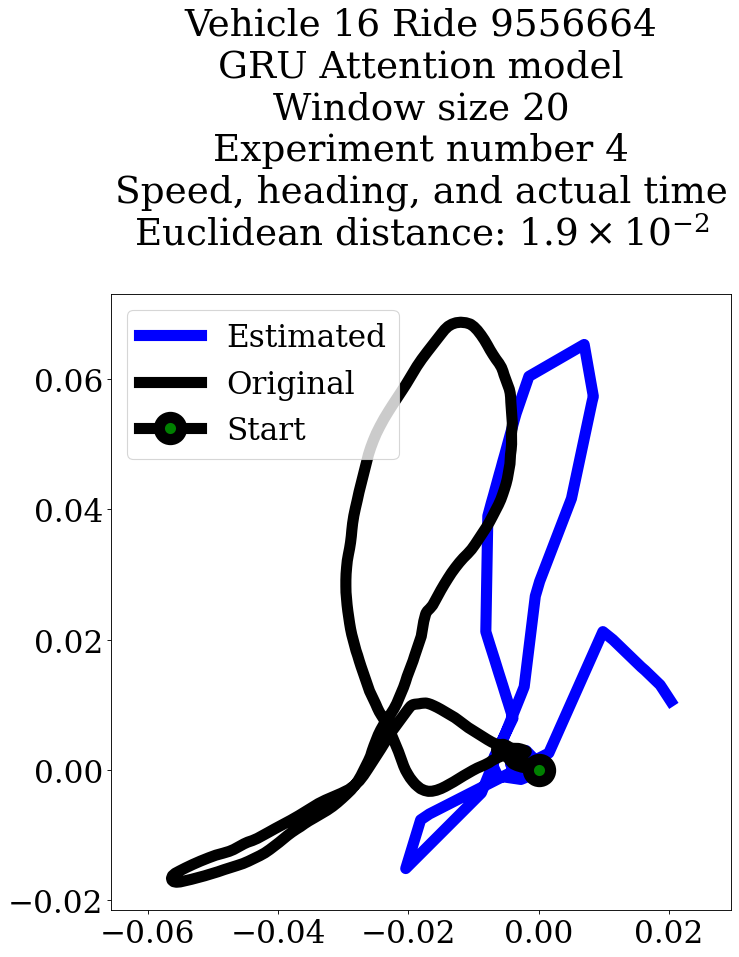 Vehicle 16 Ride 9556664
GRU Attention model
Window size 20
Experiment number 4
Speed, heading, and actual time
Euclidean distance: 1.9 × 10⁻²
Estimated
Original
Start
0.06
0.04
0.02
0.00
−0.02
−0.06
−0.04
−0.02
0.00
0.02